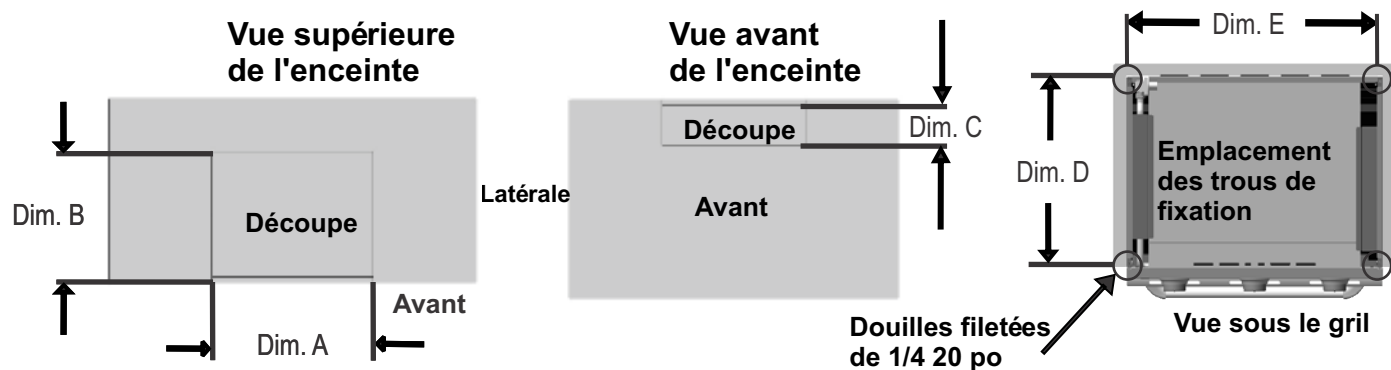 Vue supérieure
de l'enceinte
Dim. B
Découpe
Latérale
Avant
Dim. A
Vue avant
de l'enceinte
Découpe
Dim. C
Avant
Dim. E
Dim. D
Emplacement
des trous de
fixation
Douilles filetées
de 1/4 20 po
Vue sous le gril